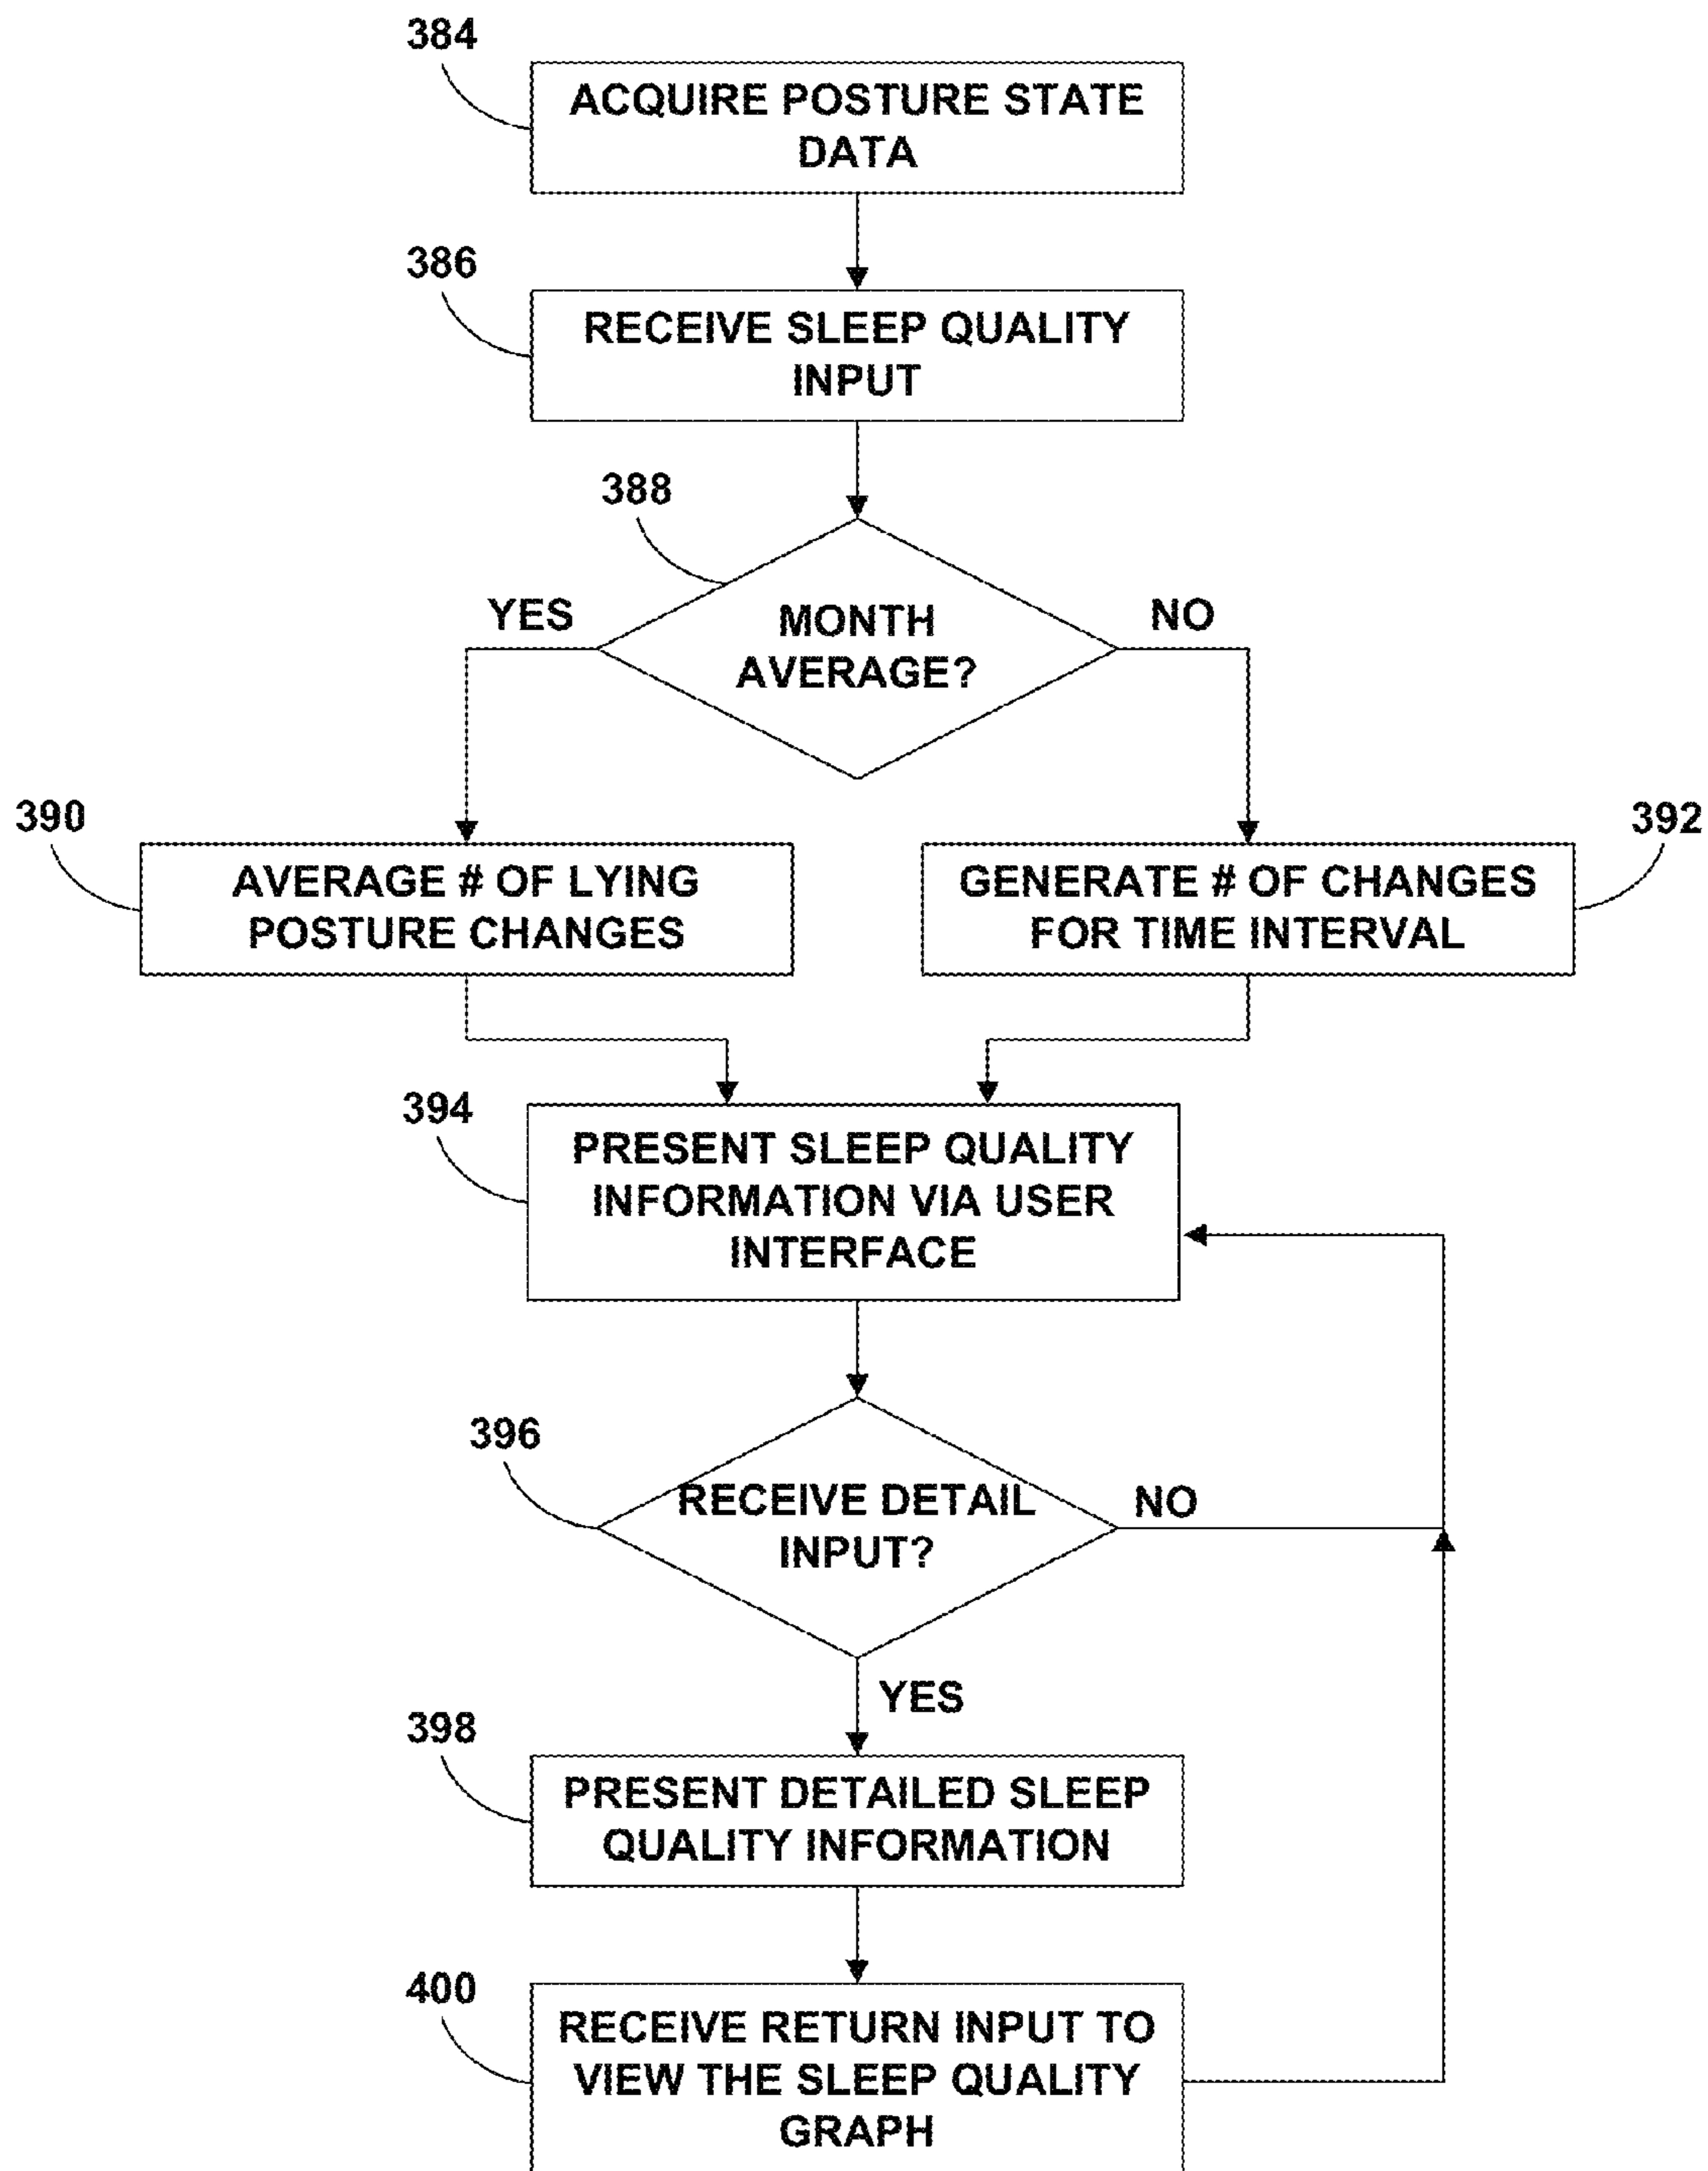 384
ACQUIRE POSTURE STATE
DATA
386
RECEIVE SLEEP QUALITY
INPUT
388
YES
MONTH
AVERAGE?
NO
390
AVERAGE # OF LYING
POSTURE CHANGES
392
GENERATE # OF CHANGES
FOR TIME INTERVAL
394
PRESENT SLEEP QUALITY
INFORMATION VIA USER
INTERFACE
396
RECEIVE DETAIL
INPUT?
NO
YES
398
PRESENT DETAILED SLEEP
QUALITY INFORMATION
400
RECEIVE RETURN INPUT TO
VIEW THE SLEEP QUALITY
GRAPH